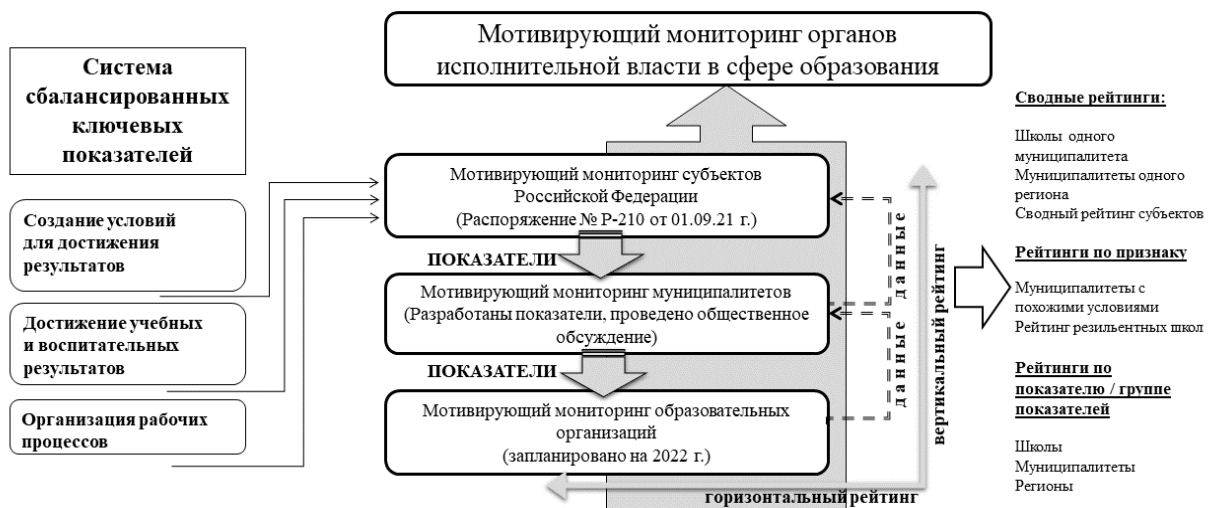 Мотивирующий мониторинг органов
исполнительной власти в сфере образования
Система
сбалансированных
ключевых
показателей
Создание условий
для достижения
результатов
Достижение учебных
и воспитательных
результатов
Организация рабочих
процессов
Мотивирующий мониторинг субъектов
Российской Федерации
(Распоряжение № Р-210 от 01.09.21 г.)
ПОКАЗАТЕЛИ
Мотивирующий мониторинг муниципалитетов
(Разработаны показатели, проведено общественное
обсуждение)
ПОКАЗАТЕЛИ
Мотивирующий мониторинг образовательных
организаций
(запланировано на 2022 г.)
данные
данные
вертикальный рейтинг
горизонтальный рейтинг
Сводные рейтинги:
Школы одного
муниципалитета
Муниципалитеты одного
региона
Сводный рейтинг субъектов
Рейтинги по признаку
Муниципалитеты с
похожими условиями
Рейтинг резильентных школ
Рейтинги по
показателю / группе
показателей
Школы
Муниципалитеты
Регионы